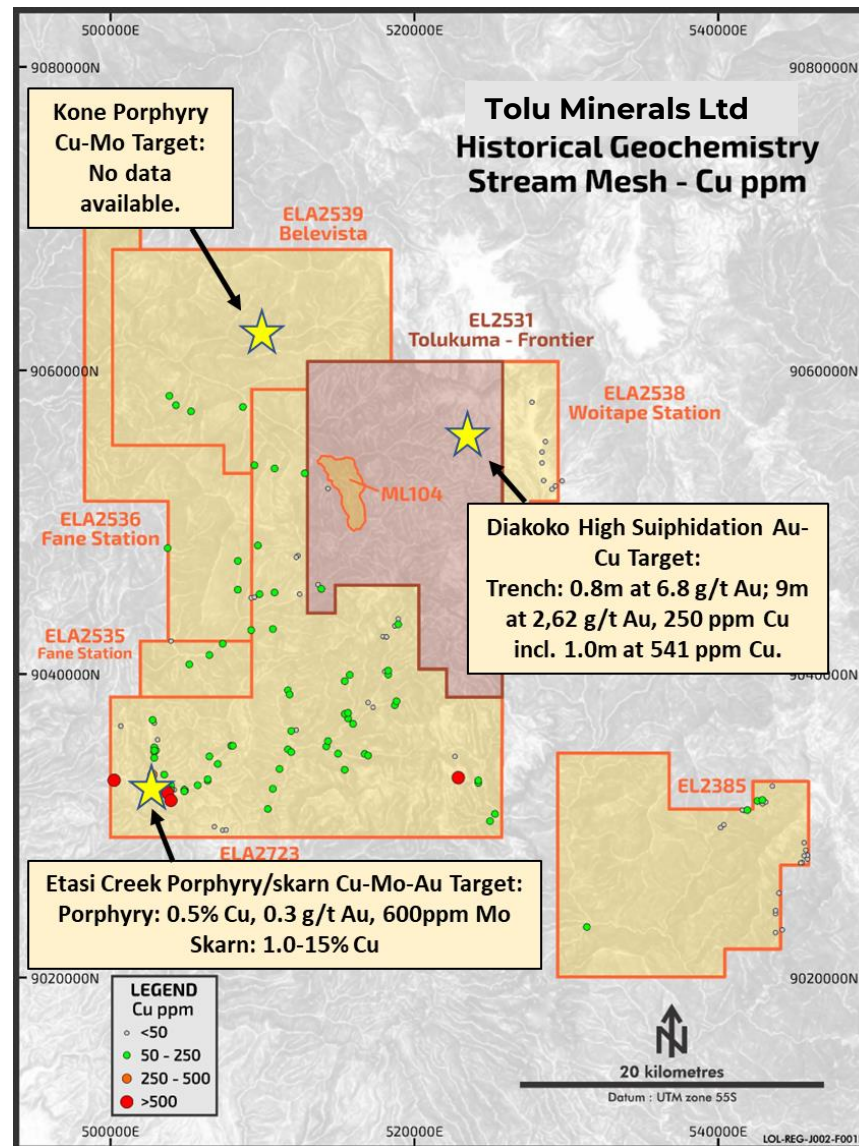 500000E
520000E
540000E
9080000N
9080000N
Tolu Minerals Ltd
Historical Geochemistry
Stream Mesh - Cu ppm
Kone Porphyry
Cu-Mo Target:
No data
available.
ELA2539
Belevista
EL2531
Tolukuma - Frontier
9060000N
ELA2538
Woitape Station
ML104
ELA2536
Fane Station
Diakoko High Suiphidation Au-
Cu Target:
Trench: 0.8m at 6.8 g/t Au; 9m
at 2,62 g/t Au, 250 ppm Cu
incl. 1.0m at 541 ppm Cu.
ELA2535
Fane Station
9040000N
9040000N
EL2385
ELA2723
Etasi Creek Porphyry/skarn Cu-Mo-Au Target:
Porphyry: 0.5% Cu, 0.3 g/t Au, 600ppm Mo
Skarn: 1.0-15% Cu
9020000N
9020000N
LEGEND
Cu ppm
<50
50 - 250
250 - 500
>500
N
20 kilometres
Datum : UTM zone 55S
500000E
520000E
540000E